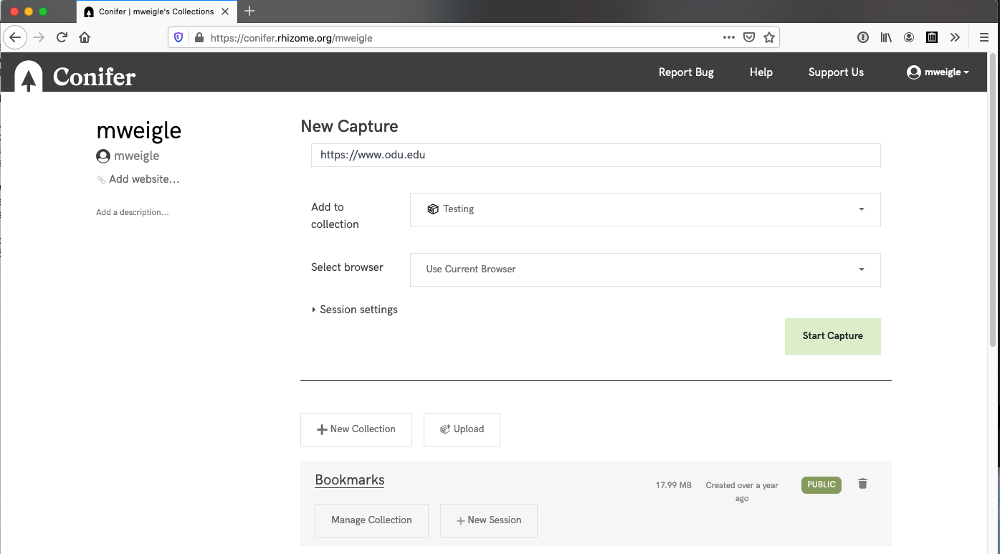 Conifer | mweigle's Collections
https://conifer.rhizome.org/mweigle
Conifer
Report Bug
Help
Support Us
mweigle
mweigle
mweigle
Add website...
Add a description...
New Capture
https://www.odu.edu
Add to
collection
Testing
Select browser
Use Current Browser
Session settings
Start Capture
New Collection
Upload
Bookmarks
17.99 MB
Created over a year
ago
PUBLIC
Manage Collection
New Session